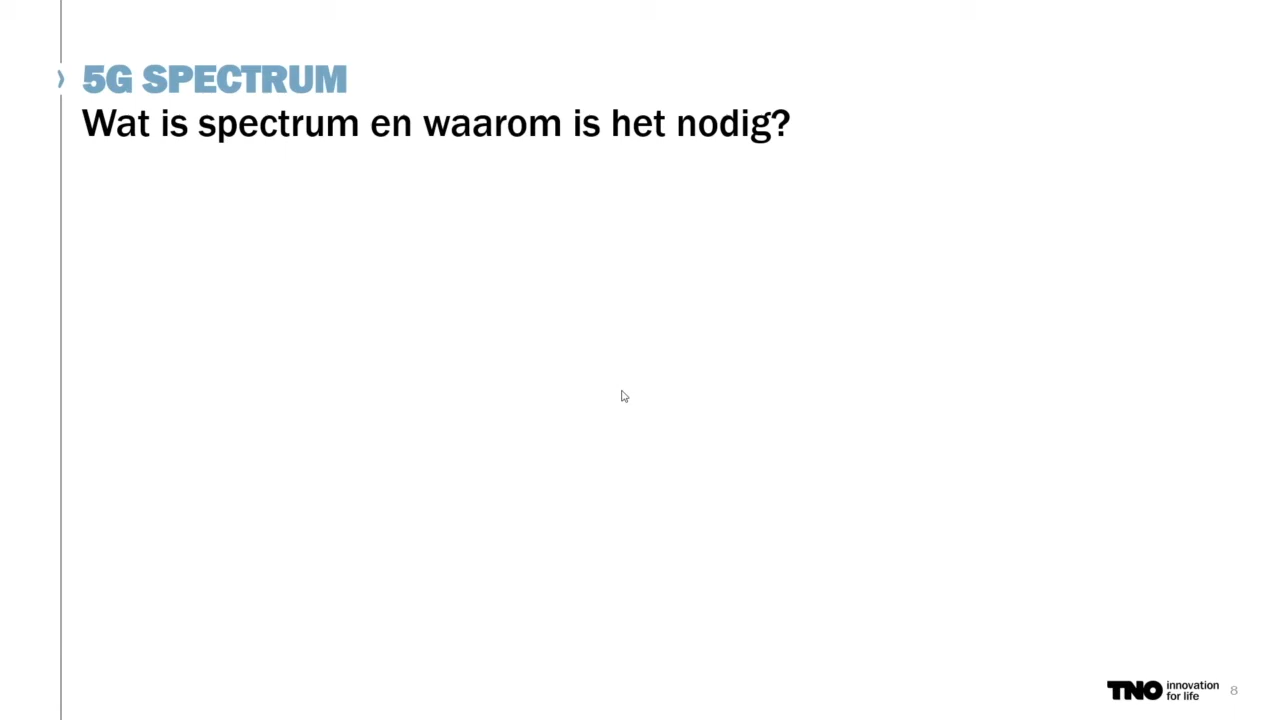 5G SPECTRUM
Wat is spectrum en waarom is het nodig?
TNO innovation
for life
8